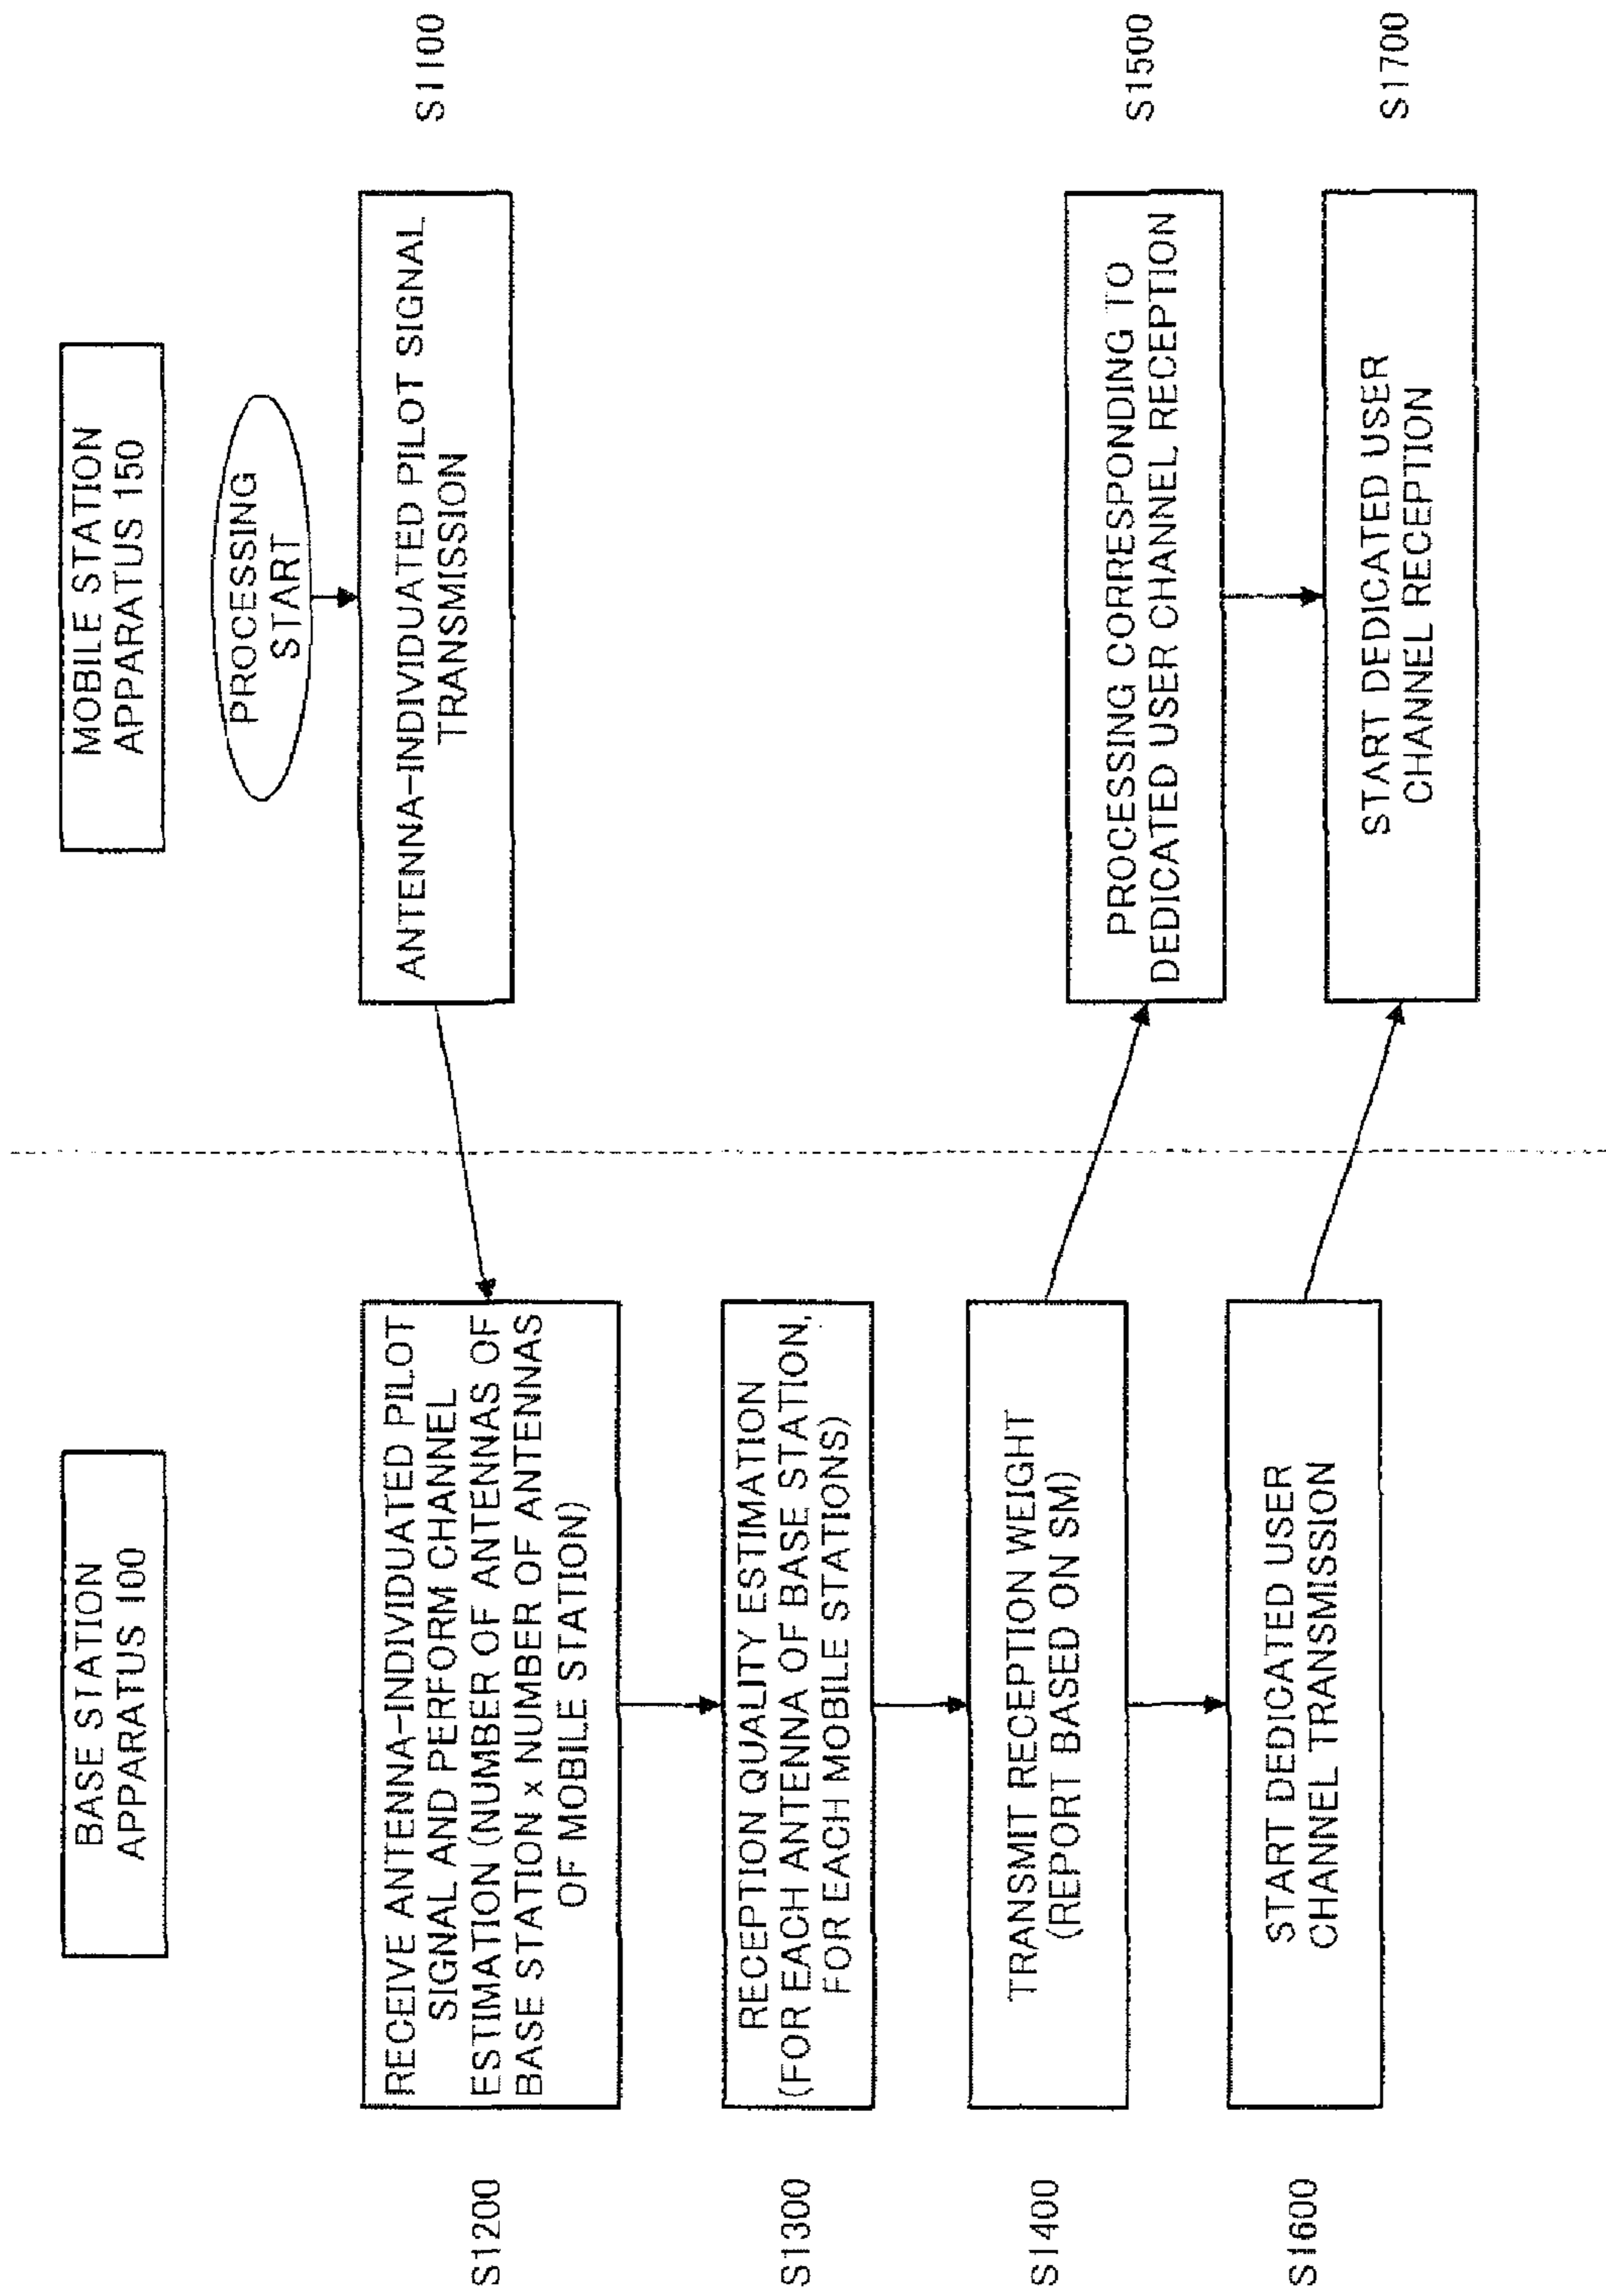 BASE STATION
APPARATUS 100
MOBILE STATION
APPARATUS 150
PROCESSING
START
ANTENNA-INDIVIDUATED PILOT SIGNAL
TRANSMISSION
S1100
S1200
RECEIVE ANTENNA-INDIVIDUATED PILOT
SIGNAL AND PERFORM CHANNEL
ESTIMATION (NUMBER OF ANTENNAS OF
BASE STATION x NUMBER OF ANTENNAS
OF MOBILE STATION)
S1300
RECEPTION QUALITY ESTIMATION
(FOR EACH ANTENNA OF BASE STATION,
FOR EACH MOBILE STATIONS)
S1400
TRANSMIT RECEPTION WEIGHT
(REPORT BASED ON SM)
PROCESSING CORRESPONDING TO
DEDICATED USER CHANNEL RECEPTION
S1500
S1600
START DEDICATED USER
CHANNEL TRANSMISSION
START DEDICATED USER
CHANNEL RECEPTION
S1700